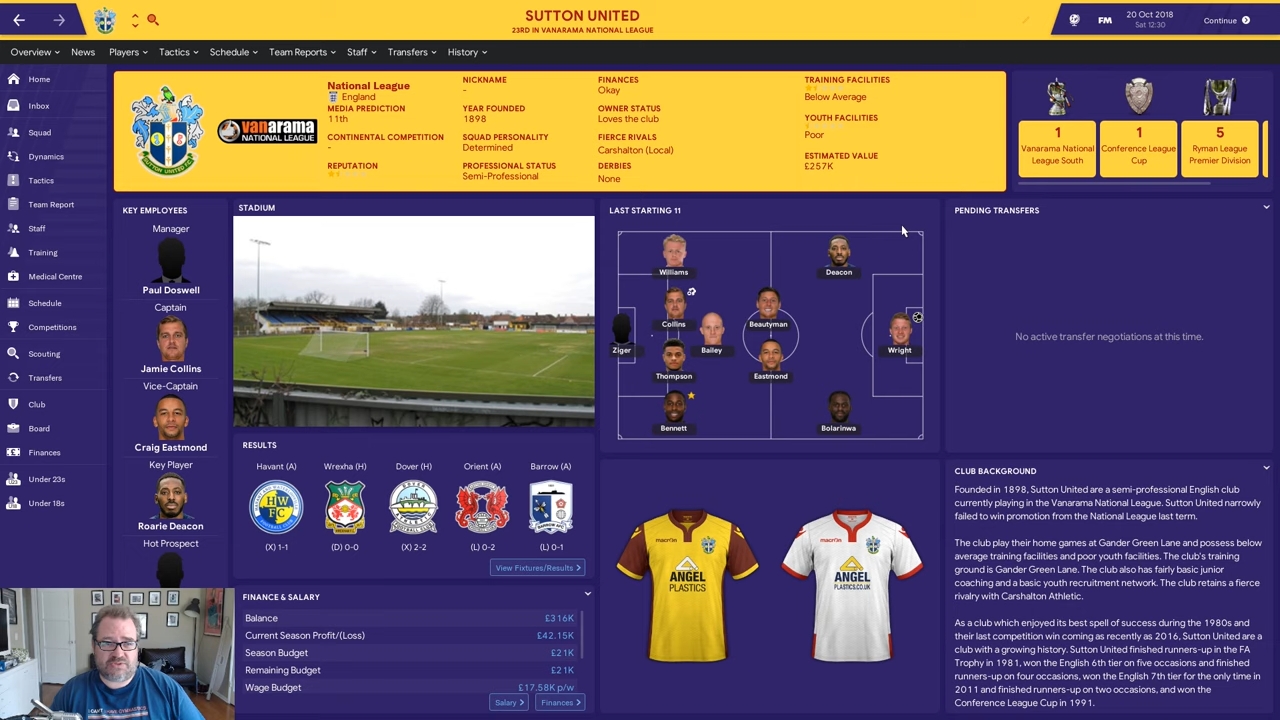 SUTTON UNITED
23RD IN VANARAMA NATIONAL LEAGUE
FM
20 Oct 2018
Sat 12:30
Continue
Overview
News
Players
Tactics
Schedule
Team Reports
Staff
Transfers
History
Home
Inbox
Squad
Dynamics
Tactics
Team Report
Staff
Training
Medical Centre
Schedule
Competitions
Scouting
Transfers
Club
Board
Finances
Under 23s
Under 18s
vanarama
NATIONAL LEAGUE
National League
England
MEDIA PREDICTION
11th
CONTINENTAL COMPETITION
-
REPUTATION
NICKNAME
-
YEAR FOUNDED
1898
SQUAD PERSONALITY
Determined
PROFESSIONAL STATUS
Semi-Professional
FINANCES
Okay
OWNER STATUS
Loves the club
FIERCE RIVALS
Carshalton (Local)
DERBIES
None
TRAINING FACILITIES
Below Average
YOUTH FACILITIES
Poor
ESTIMATED VALUE
£257K
1
Vanarama National
League South
1
Conference League
Cup
5
Ryman League
Premier Division
KEY EMPLOYEES
Manager
Paul Doswell
Captain
Jamie Collins
Vice-Captain
Craig Eastmond
Key Player
Roarie Deacon
Hot Prospect
STADIUM
RESULTS
Havant (A)
Wrexha (H)
Dover (H)
Orient (A)
Barrow (A)
(X) 1-1
(D) 0-0
(X) 2-2
(L) 0-2
(L) 0-1
View Fixtures/Results
FINANCE & SALARY
Balance
£316K
Current Season Profit/(Loss)
£42.15K
Season Budget
£21K
Remaining Budget
£21K
Wage Budget
£17.58K p/w
Salary
Finances
LAST STARTING 11
Williams
Deacon
Collins
Beautyman
Ziger
Bailey
Wright
Thompson
Eastmond
Bennett
Bolarinwa
macron
ANGEL
PLASTICS
macron
ANGEL
PLASTICS.CO.UK
PENDING TRANSFERS
No active transfer negotiations at this time.
CLUB BACKGROUND
Founded in 1898, Sutton United are a semi-professional English club
currently playing in the Vanarama National League. Sutton United narrowly
failed to win promotion from the National League last term.
The club play their home games at Gander Green Lane and possess below
average training facilities and poor youth facilities. The club's training
ground is Gander Green Lane. The club also has fairly basic junior
coaching and a basic youth recruitment network. The club retains a fierce
rivalry with Carshalton Athletic.
As a club which enjoyed its best spell of success during the 1980s and
their last competition win coming as recently as 2016, Sutton United are a
club with a growing history. Sutton United finished runners-up in the FA
Trophy in 1981, won the English 6th tier on five occasions and finished
runners-up on four occasions, won the English 7th tier for the only time in
2011 and finished runners-up on two occasions, and won the
Conference League Cup in 1991.